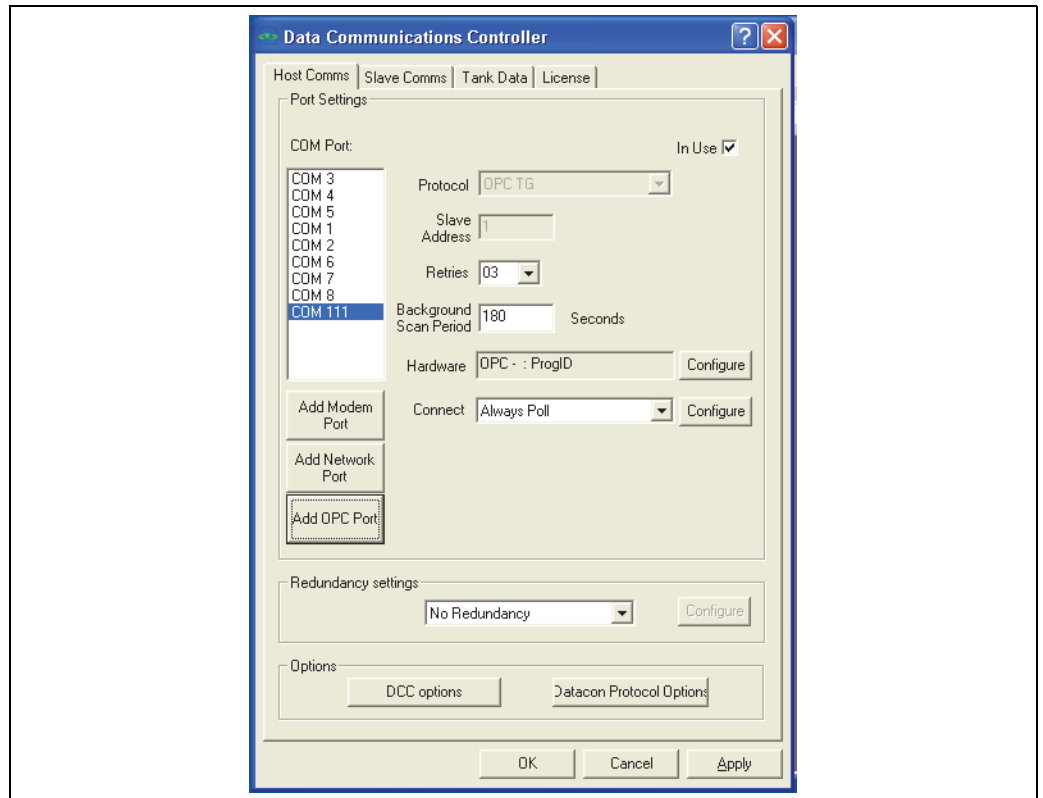 Data Communications Controller
Host Comms
Slave Comms
Tank Data
License
Port Settings
COM Port:
In Use
COM 3
COM 4
COM 5
COM 1
COM 2
COM 6
COM 7
COM 8
COM 111
Protocol
OPC TG
Slave
Address
1
Retries
03
Background
Scan Period
180
Seconds
Hardware
OPC - : ProgID
Configure
Connect
Always Poll
Configure
Add Modem
Port
Add Network
Port
Add OPC Port
Redundancy settings
No Redundancy
Configure
Options
DCC options
Datacon Protocol Options
OK
Cancel
Apply